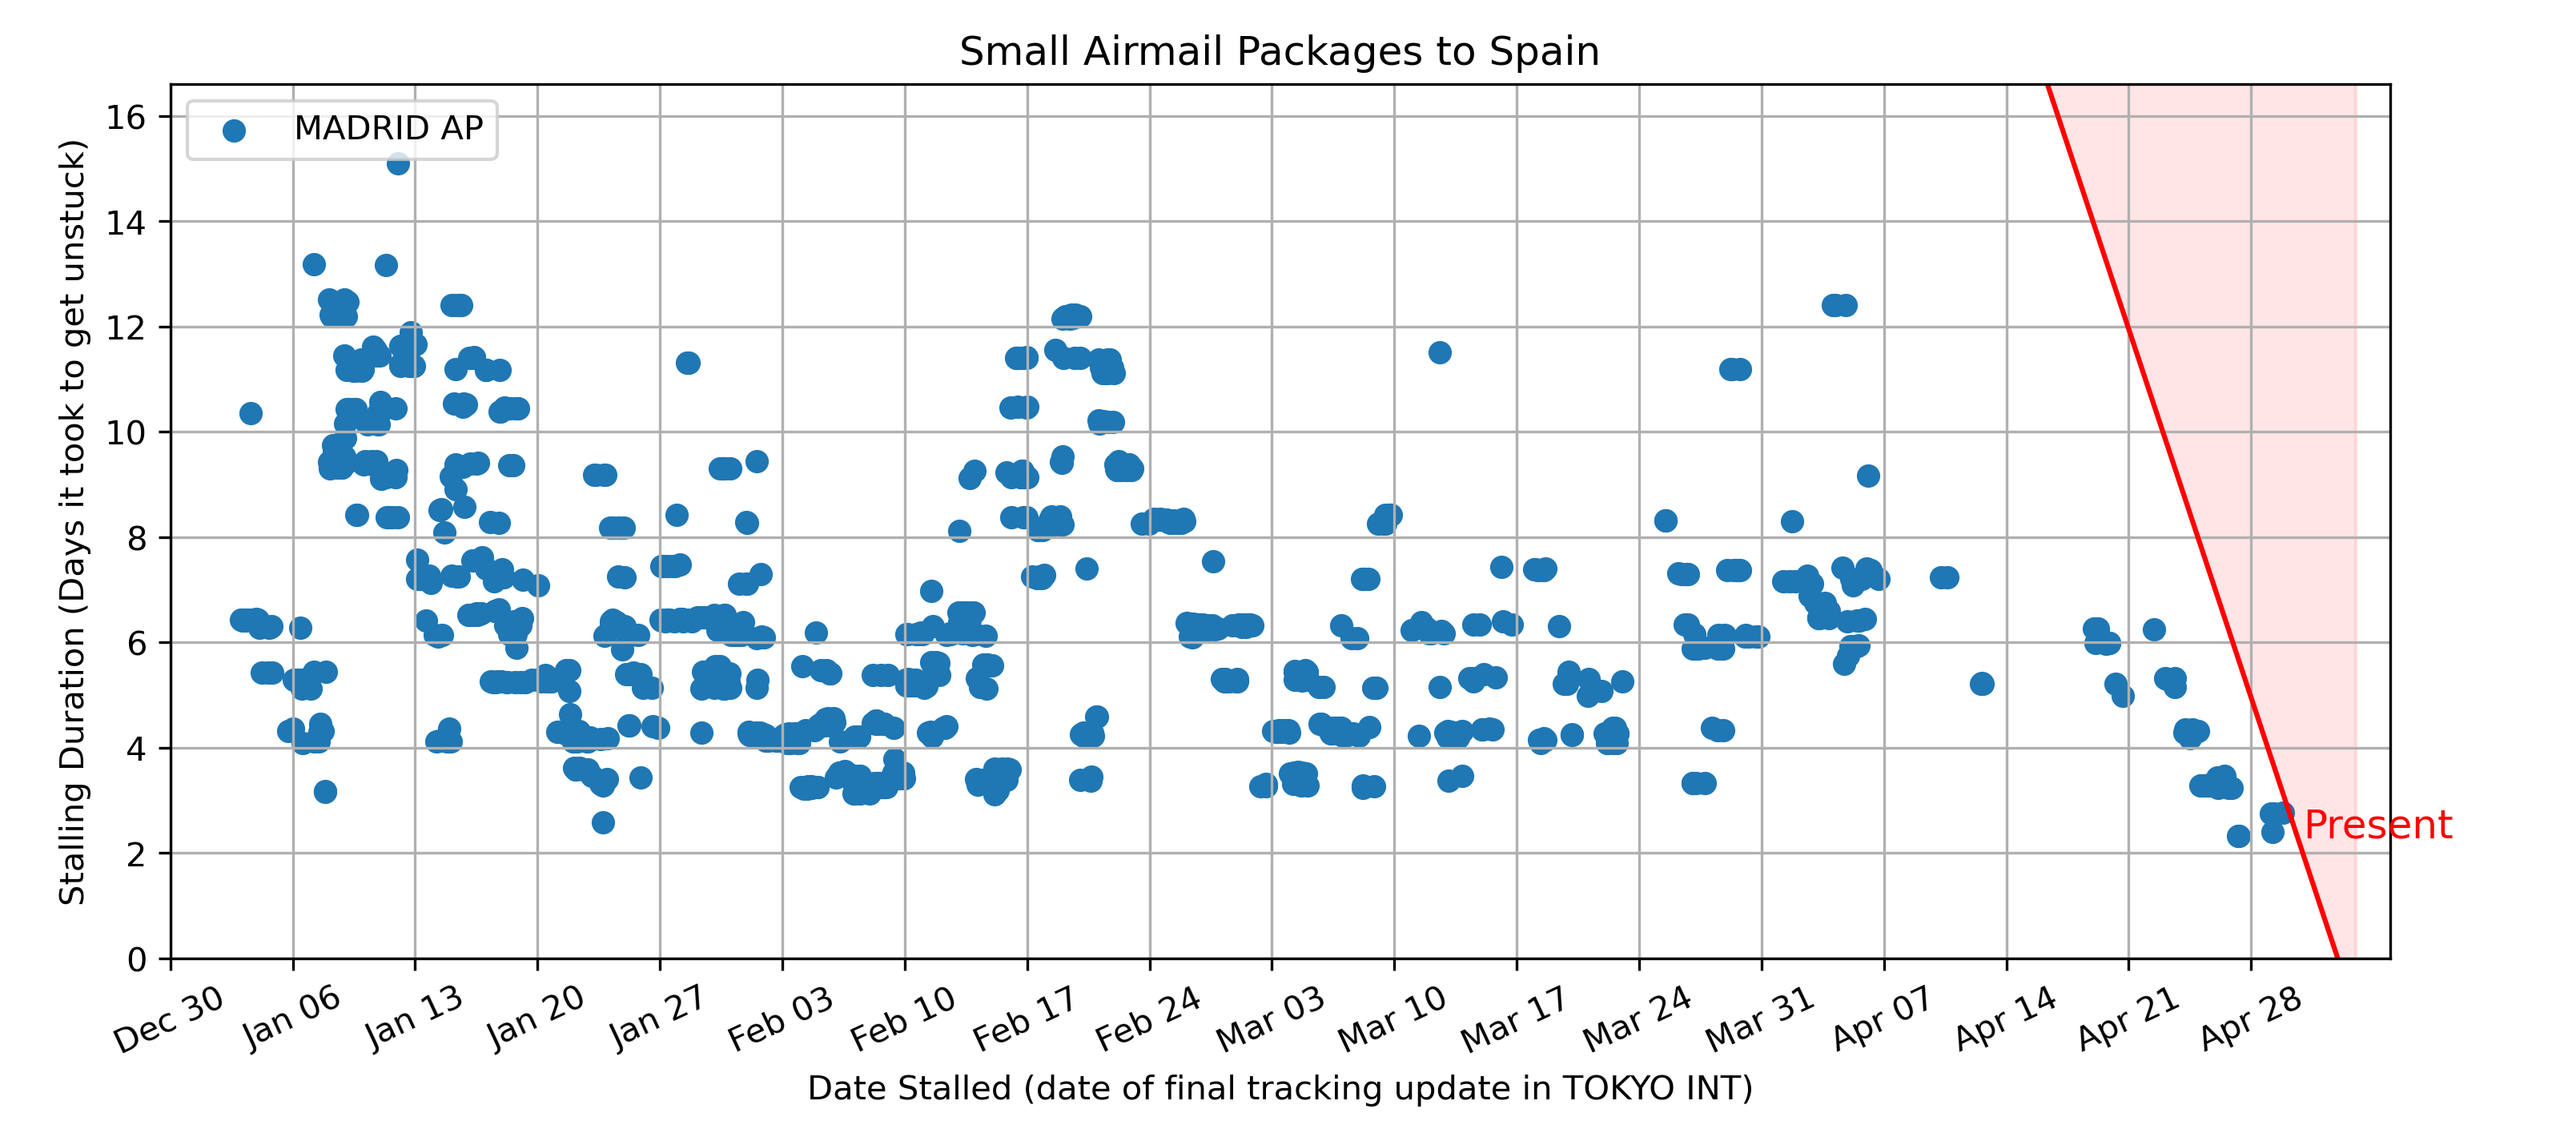 Small Airmail Packages to Spain
MADRID AP
Stalling Duration (Days it took to get unstuck)
16
14
12
10
8
6
4
2
0
Present
Dec 30
Jan 06
Jan 13
Jan 20
Jan 27
Feb 03
Feb 10
Feb 17
Feb 24
Mar 03
Mar 10
Mar 17
Mar 24
Mar 31
Apr 07
Apr 14
Apr 21
Apr 28
Date Stalled (date of final tracking update in TOKYO INT)